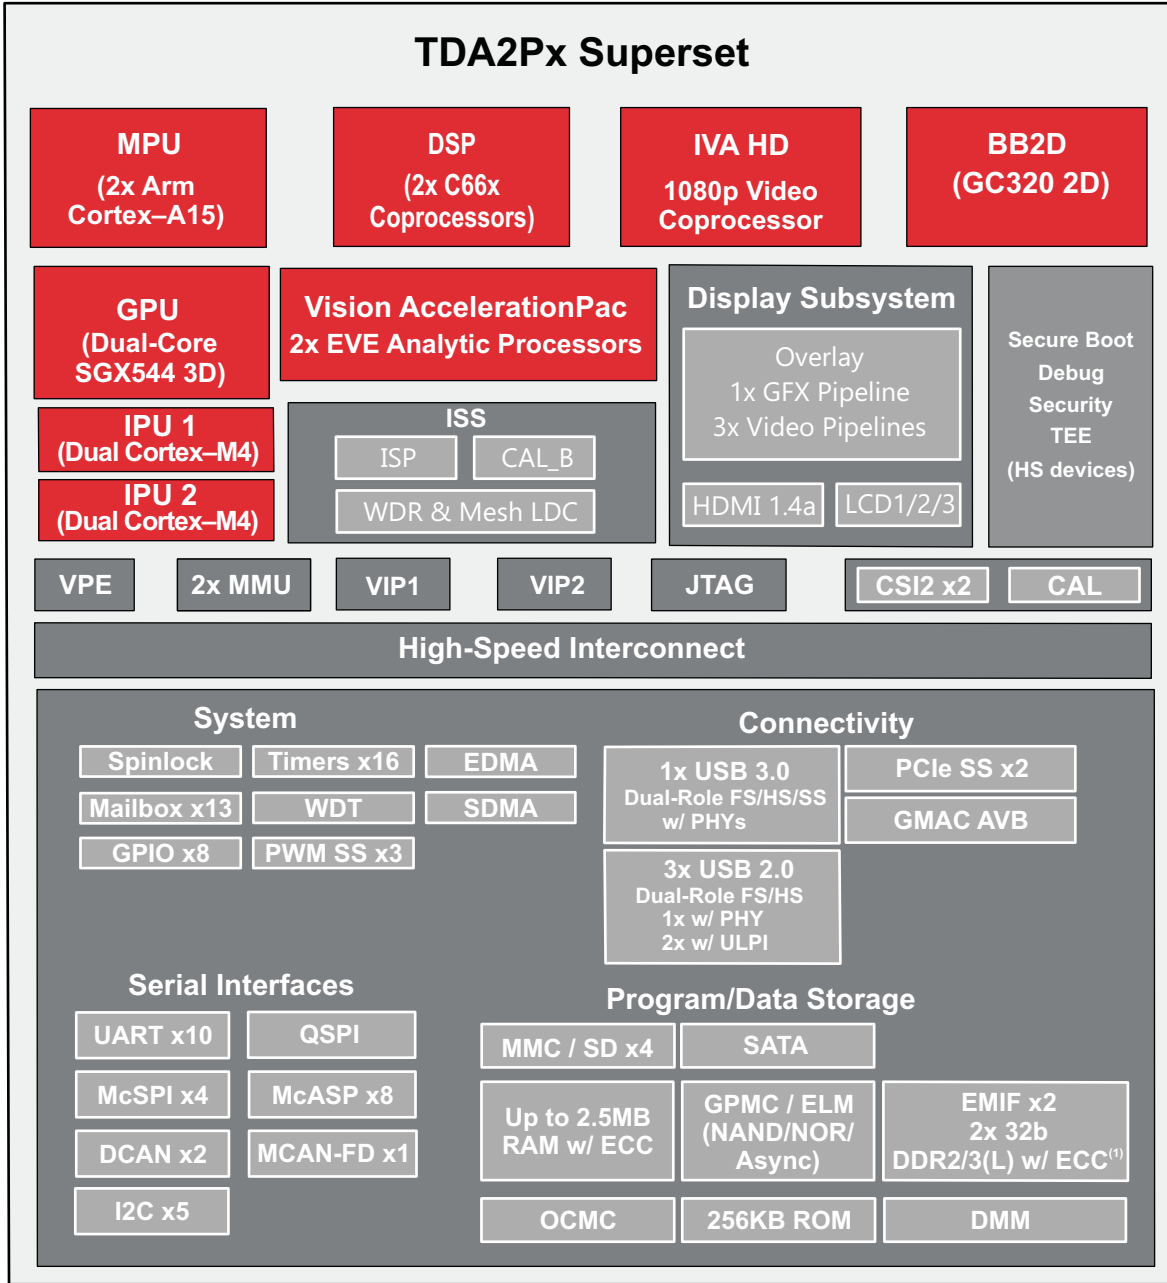 TDA2Px Superset
MPU
(2x Arm
Cortex–A15)
DSP
(2x C66x
Coprocessors)
IVA HD
1080p Video
Coprocessor
BB2D
(GC320 2D)
GPU
(Dual-Core
SGX544 3D)
Vision AccelerationPac
2x EVE Analytic Processors
Display Subsystem
Overlay
1x GFX Pipeline
3x Video Pipelines
HDMI 1.4a
LCD1/2/3
Secure Boot
Debug
Security
TEE
(HS devices)
IPU 1
(Dual Cortex–M4)
IPU 2
(Dual Cortex–M4)
ISS
ISP
CAL_B
WDR & Mesh LDC
VPE
2x MMU
VIP1
VIP2
JTAG
CSI2 x2
CAL
High-Speed Interconnect
System
Spinlock
Timers x16
EDMA
Mailbox x13
WDT
SDMA
GPIO x8
PWM SS x3
Connectivity
1x USB 3.0
Dual-Role FS/HS/SS
w/ PHYs
PCIe SS x2
GMAC AVB
3x USB 2.0
Dual-Role FS/HS
1x w/ PHY
2x w/ ULPI
Serial Interfaces
UART x10
QSPI
McSPI x4
McASP x8
DCAN x2
MCAN-FD x1
I2C x5
Program/Data Storage
MMC / SD x4
SATA
Up to 2.5MB
RAM w/ ECC
GPMC / ELM
(NAND/NOR/
Async)
EMIF x2
2x 32b
DDR2/3(L) w/ ECC(1)
OCMC
256KB ROM
DMM